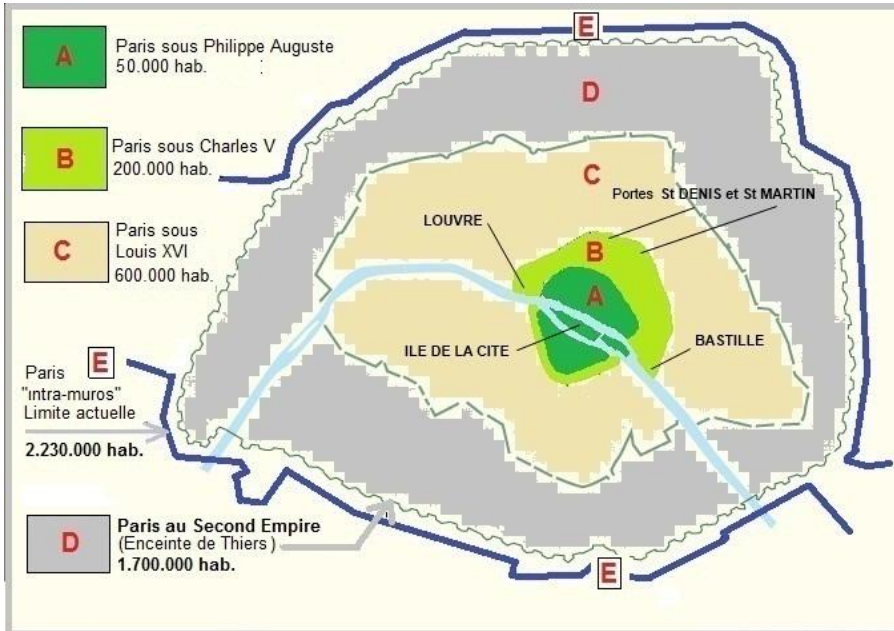 A
Paris sous Philippe Auguste
50.000 hab. :
B
Paris sous Charles V
200.000 hab.
C
Paris sous
Louis XVI
600.000 hab.
E
Paris
"intra-muros"
Limite actuelle
2.230.000 hab.
D
Paris au Second Empire
(Enceinte de Thiers)
1.700.000 hab.
E
D
C
Portes St DENIS et St MARTIN
LOUVRE
B
A
ILE DE LA CITE
BASTILLE
E